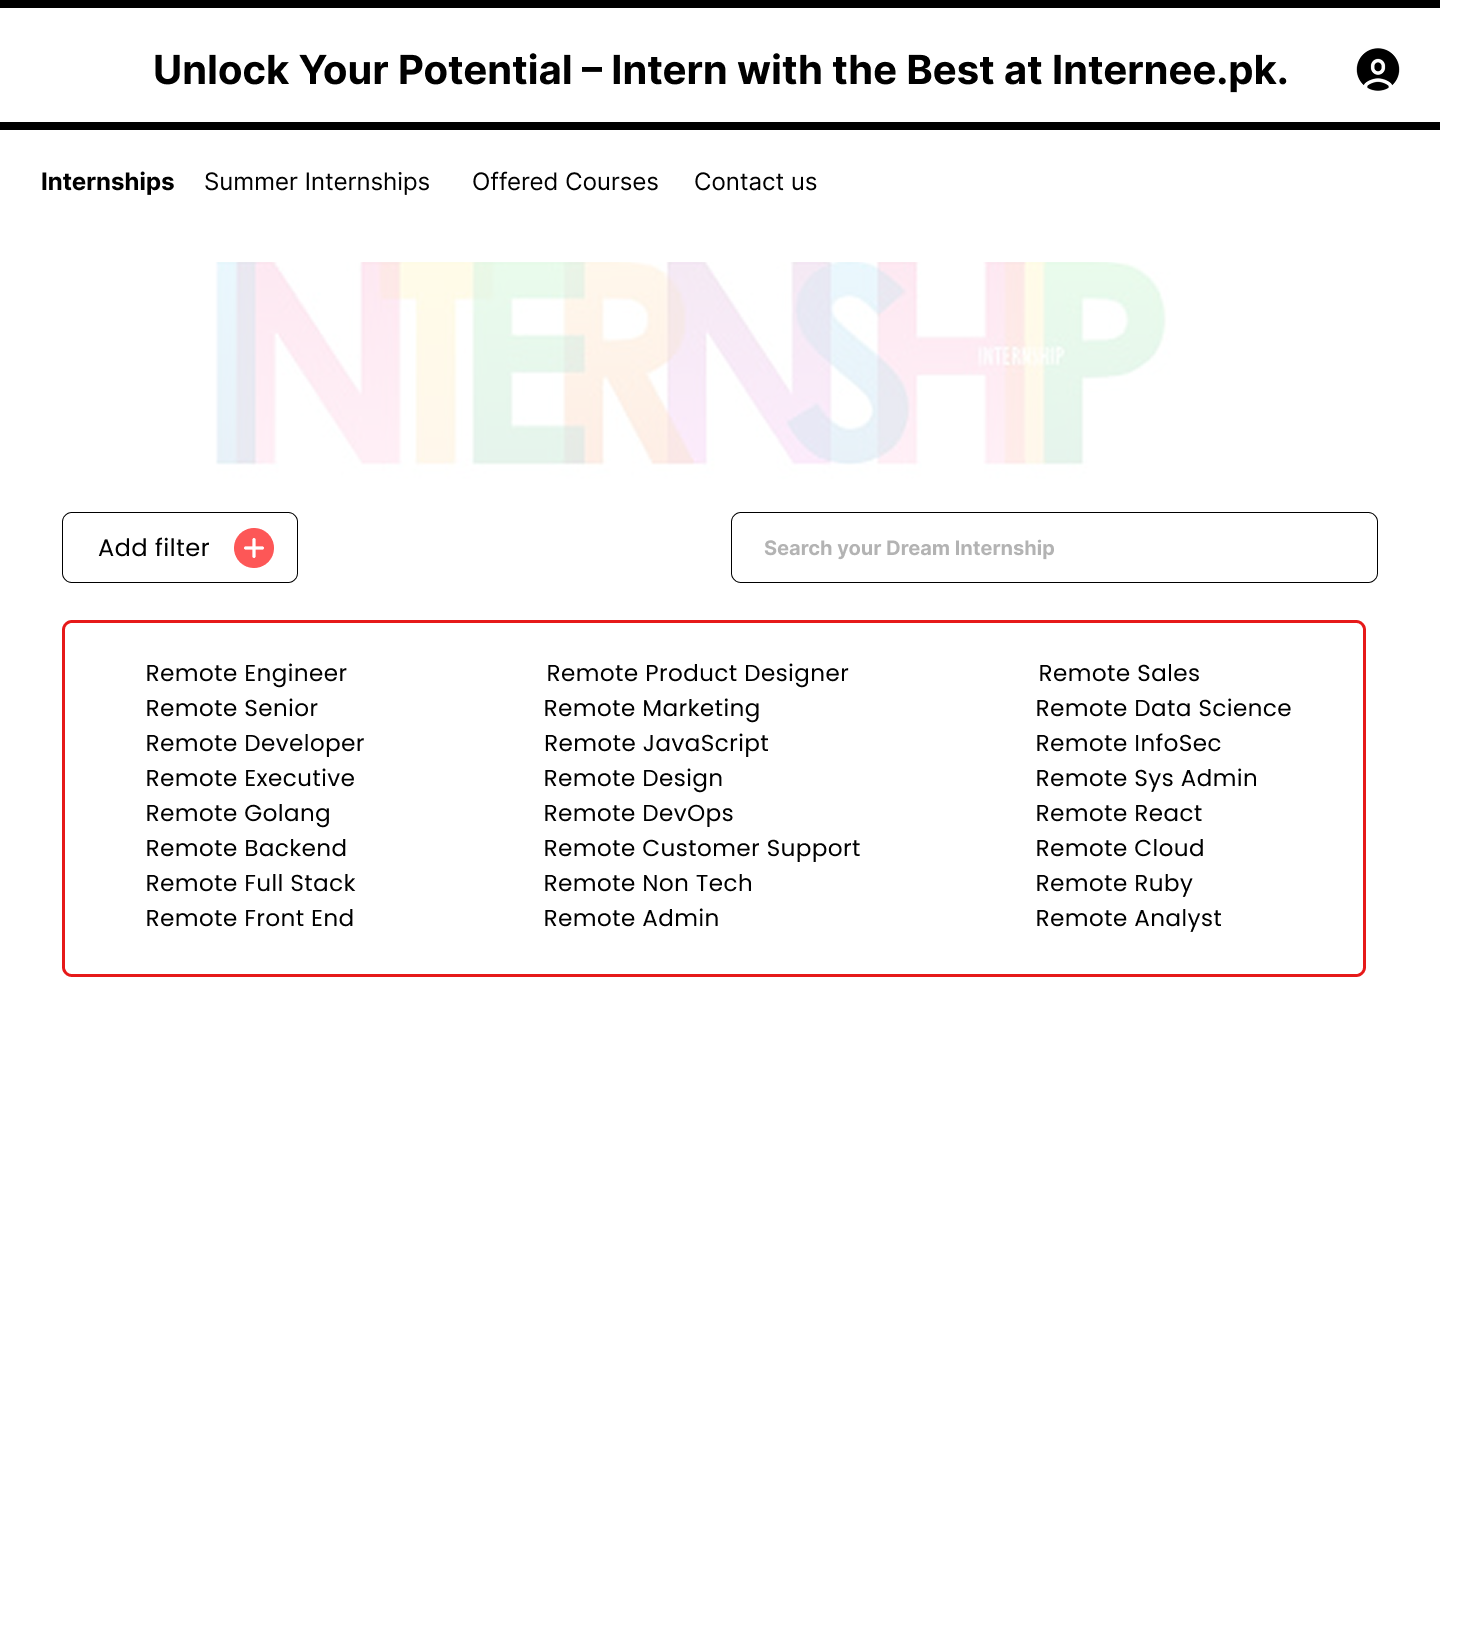 Unlock Your Potential – Intern with the Best at Internee.pk.
Internships Summer Internships Offered Courses Contact us
INTERNSHIP
INTERNSHIP
Add filter
Search your Dream Internship
Remote Engineer
Remote Senior
Remote Developer
Remote Executive
Remote Golang
Remote Backend
Remote Full Stack
Remote Front End
Remote Product Designer
Remote Marketing
Remote JavaScript
Remote Design
Remote DevOps
Remote Customer Support
Remote Non Tech
Remote Admin
Remote Sales
Remote Data Science
Remote InfoSec
Remote Sys Admin
Remote React
Remote Cloud
Remote Ruby
Remote Analyst